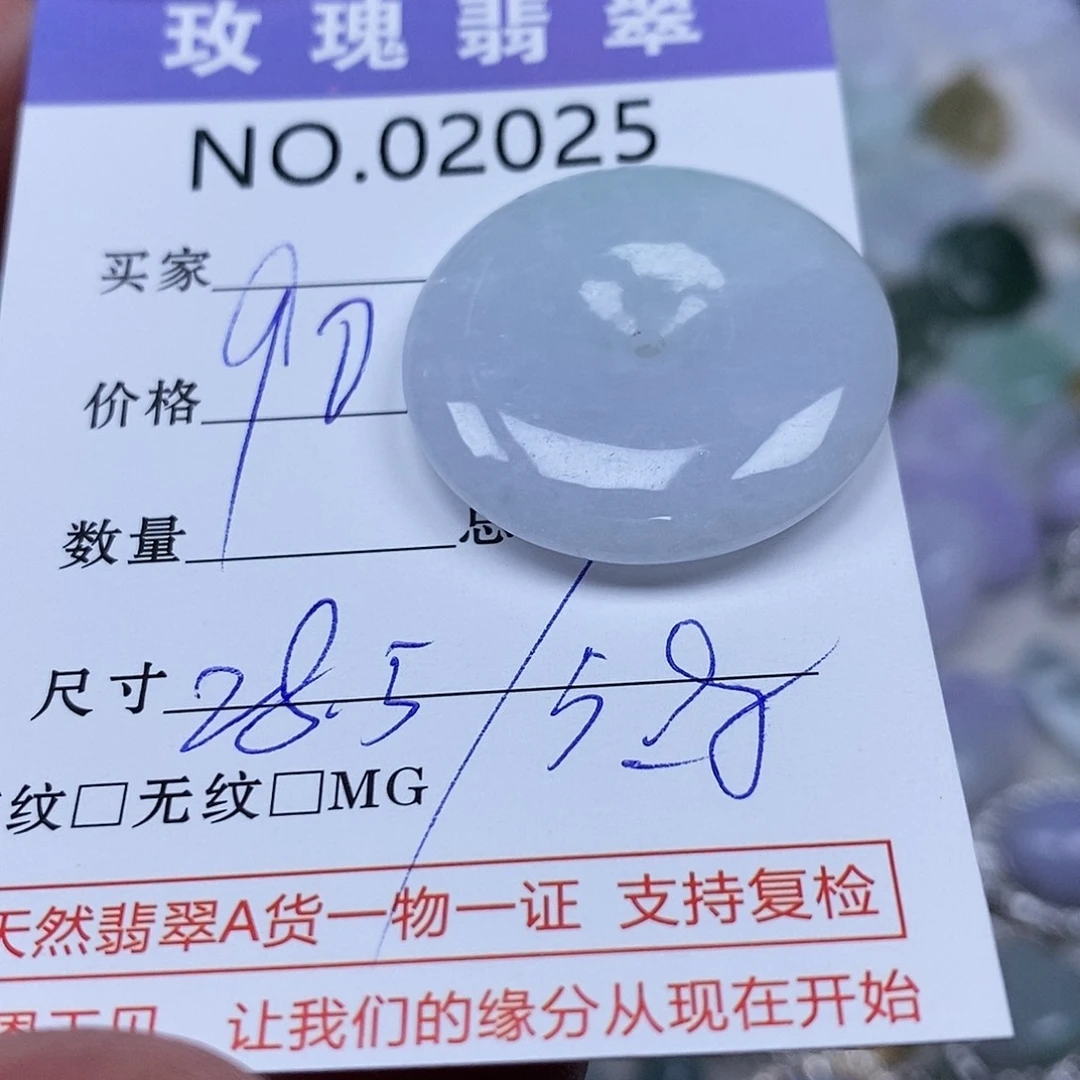 玫瑰翡翠
NO.02025
买家
90
价格
数量
尺寸 28.5/5.8
纹□无纹□MG
天然翡翠A货一物一证 支持复检
让我们的缘分从现在开始